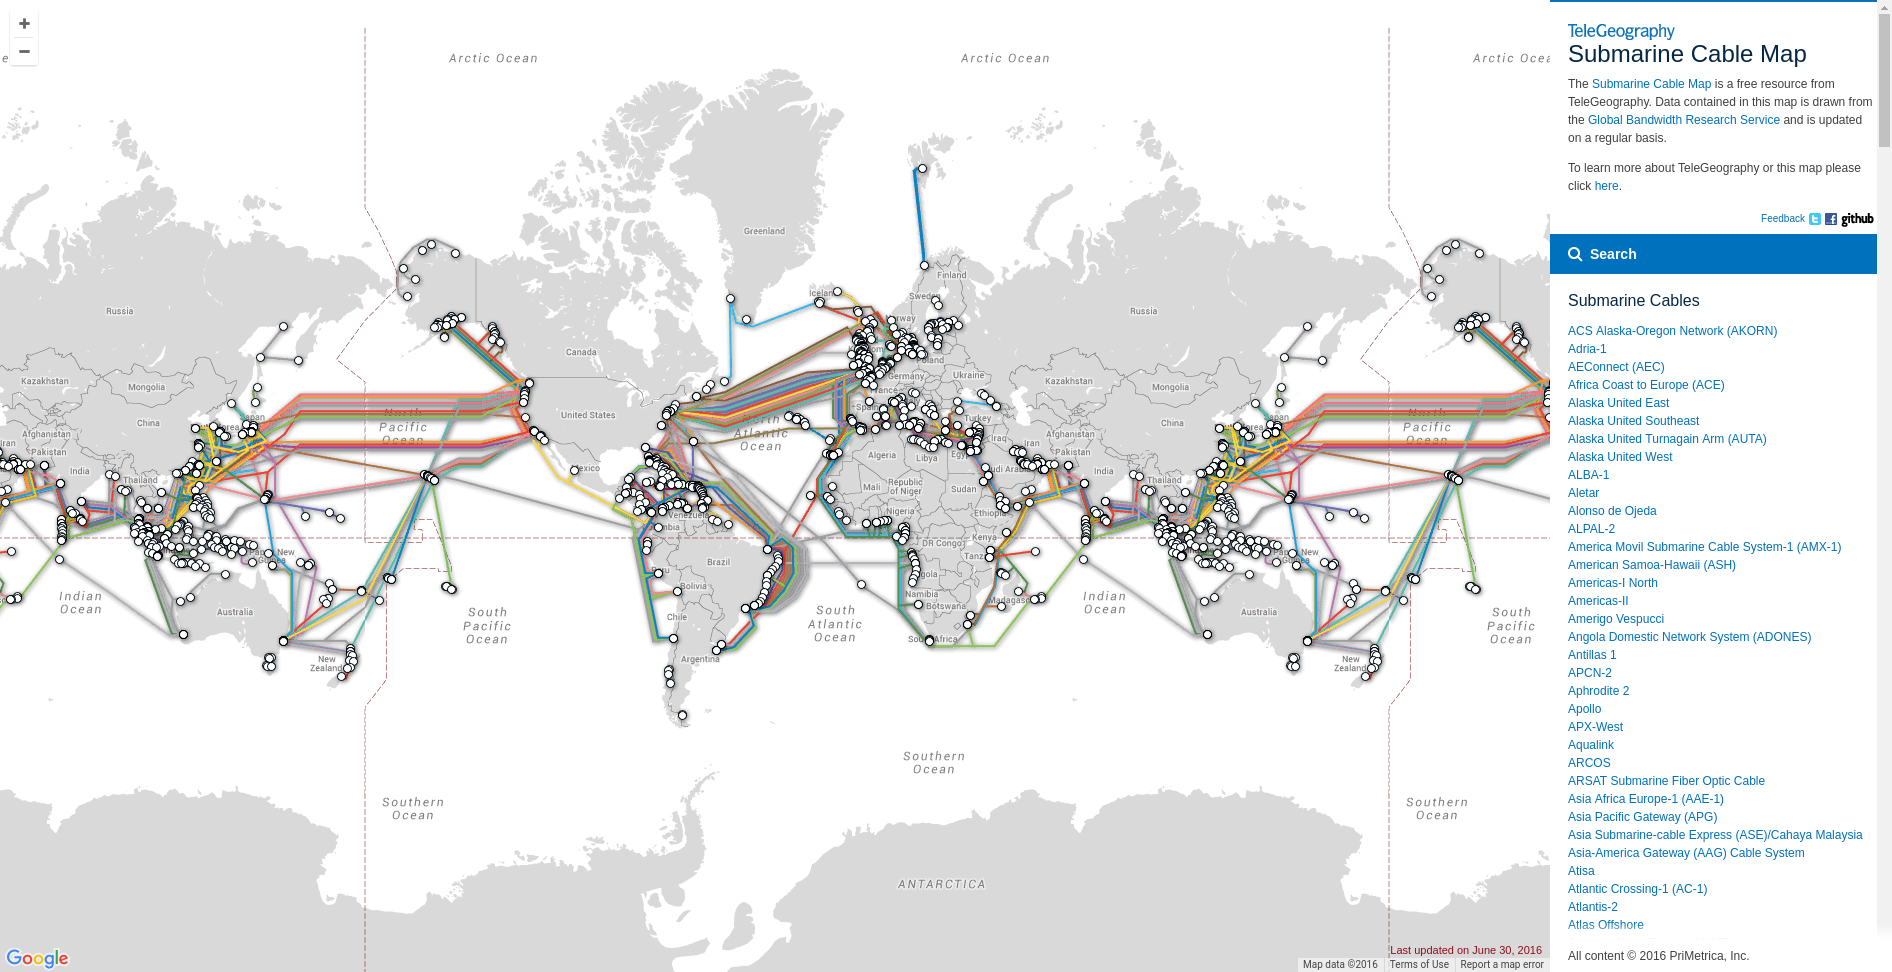 +
−
Arctic Ocean
Arctic Ocean
Greenland
Iceland
Finland
Sweden
Norway
Russia
Russia
Canada
Poland
Germany
Ukraine
Kazakhstan
Mongolia
Kazakhstan
Mongolia
United States
Spain
Turkey
China
China
Japan
North
Pacific
Ocean
North
Atlantic
Ocean
North
Pacific
Ocean
Afghanistan
Pakistan
Iran
Iraq
Afghanistan
Pakistan
India
India
Thailand
Thailand
Mexico
Algeria
Libya
Egypt
Saudi Arabia
Mali
Republic
of Niger
Sudan
Nigeria
Ethiopia
Venezuela
DR Congo
Kenya
Papua New
Guinea
Brazil
Bolivia
Angola
Namibia
Botswana
Madagascar
Indian
Ocean
Indian
Ocean
Australia
Australia
South
Pacific
Ocean
Chile
South
Atlantic
Ocean
South Africa
South
Pacific
Ocean
New
Zealand
Argentina
New
Zealand
Southern
Ocean
Southern
Ocean
Southern
Ocean
ANTARCTICA
Google
Last updated on June 30, 2016
Map data ©2016
Terms of Use
Report a map error
TeleGeography
Submarine Cable Map
The Submarine Cable Map is a free resource from
TeleGeography. Data contained in this map is drawn from
the Global Bandwidth Research Service and is updated
on a regular basis.
To learn more about TeleGeography or this map please
click here.
Feedback github
Search
Submarine Cables
ACS Alaska-Oregon Network (AKORN)
Adria-1
AEConnect (AEC)
Africa Coast to Europe (ACE)
Alaska United East
Alaska United Southeast
Alaska United Turnagain Arm (AUTA)
Alaska United West
ALBA-1
Aletar
Alonso de Ojeda
ALPAL-2
America Movil Submarine Cable System-1 (AMX-1)
American Samoa-Hawaii (ASH)
Americas-I North
Americas-II
Amerigo Vespucci
Angola Domestic Network System (ADONES)
Antillas 1
APCN-2
Aphrodite 2
Apollo
APX-West
Aqualink
ARCOS
ARSAT Submarine Fiber Optic Cable
Asia Africa Europe-1 (AAE-1)
Asia Pacific Gateway (APG)
Asia Submarine-cable Express (ASE)/Cahaya Malaysia
Asia-America Gateway (AAG) Cable System
Atisa
Atlantic Crossing-1 (AC-1)
Atlantis-2
Atlas Offshore
All content © 2016 PriMetrica, Inc.